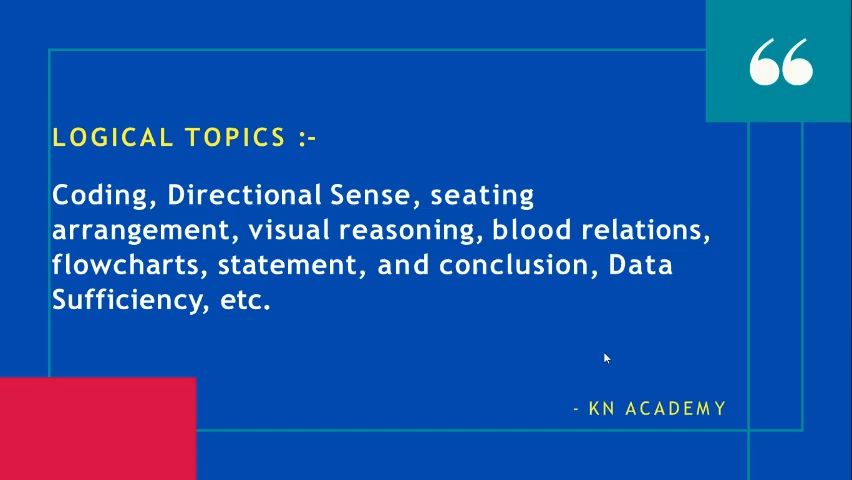 LOGICAL TOPICS :-
Coding, Directional Sense, seating
arrangement, visual reasoning, blood relations,
flowcharts, statement, and conclusion, Data
Sufficiency, etc.
- KN ACADEMY